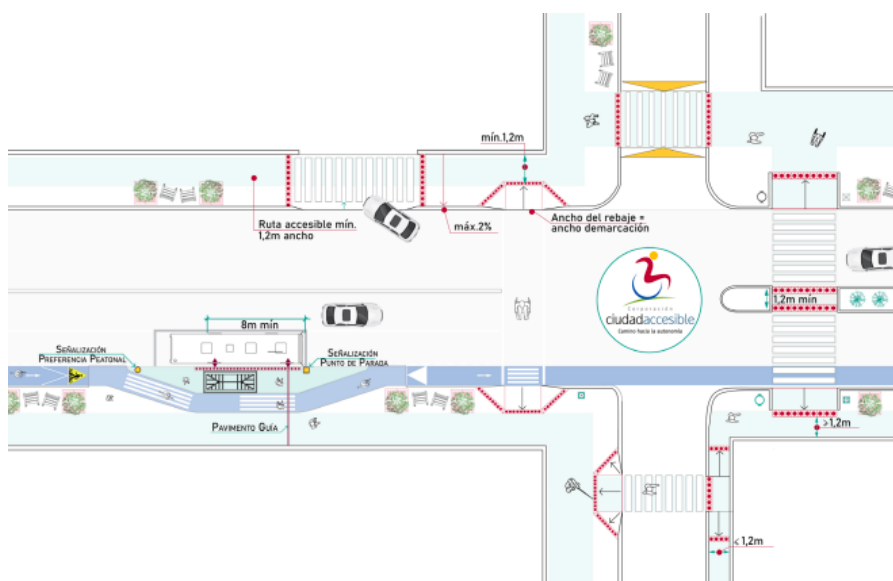 mín.1,2m
Ruta accesible mín.
1,2m ancho
máx.2%
Ancho del rebaje =
ancho demarcación
Corporación
ciudadaccesible
Camino hacia la autonomía
1,2m mín
8m mín
Señalización
Preferencia Peatonal
Señalización
Punto de Parada
Pavimento Guía
>1,2m
< 1,2m